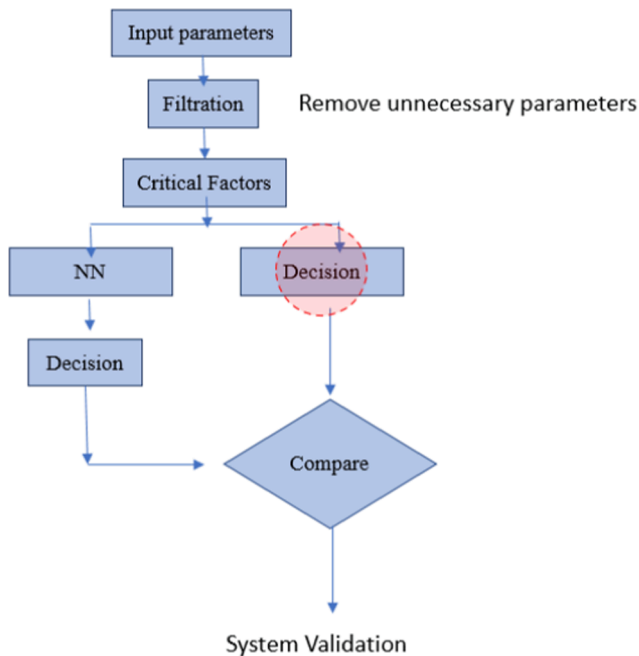 Input parameters
Filtration
Remove unnecessary parameters
Critical Factors
NN
Decision
Decision
Compare
System Validation